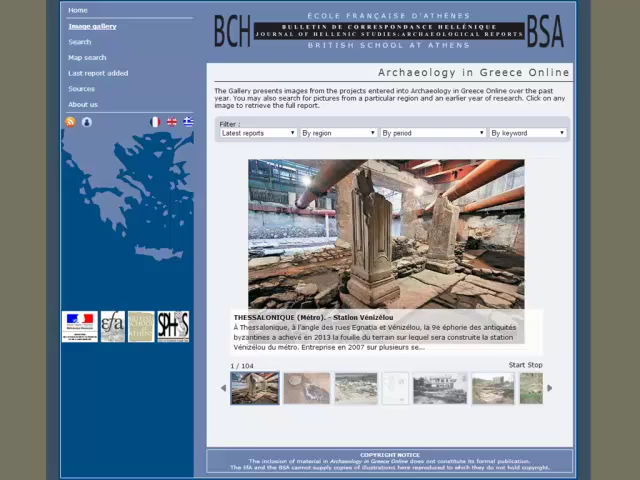 Home
Image gallery
Search
Map search
Last report added
Sources
About us
efa
BRITISH SCHOOL at ATHENS
BCH
ÉCOLE FRANÇAISE D'ATHÈNES
BULLETIN DE CORRESPONDANCE HELLÉNIQUE
JOURNAL OF HELLENIC STUDIES:ARCHAEOLOGICAL REPORTS
BRITISH SCHOOL AT ATHENS
BSA
Archaeology in Greece Online
The Gallery presents images from the projects entered into Archaeology in Greece Online over the past
year. You may also search for pictures from a particular region and an earlier year of research. Click on any
image to retrieve the full report.
Filter :
Latest reports By region By period By keyword
THESSALONIQUE (Métro). - Station Vénizélou
À Thessalonique, à l'angle des rues Egnatia et Vénizélou, la 9e éphorie des antiquités
byzantines a achevé en 2013 la fouille du terrain sur lequel sera construite la station
Vénizélou du métro. Entreprise en 2007 sur plusieurs se...
1 / 104
Start Stop
COPYRIGHT NOTICE
The inclusion of material in Archaeology in Greece Online does not constitute its formal publication.
The EfA and the BSA cannot supply copies of illustrations here reproduced to which they do not hold copyright.